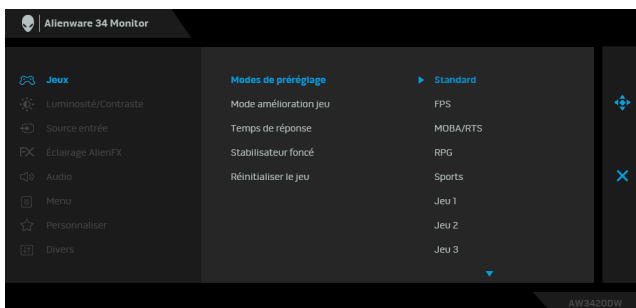 Alienware 34 Monitor
Jeux
Modes de préréglage
Standard
Luminosité/Contraste
Mode amélioration jeu
FPS
Source entrée
Temps de réponse
MOBA/RTS
FX
Éclairage AlienFX
Stabilisateur foncé
RPG
Audio
Réinitialiser le jeu
Sports
Menu
Jeu 1
Personnaliser
Jeu 2
Divers
Jeu 3
AW3420DW